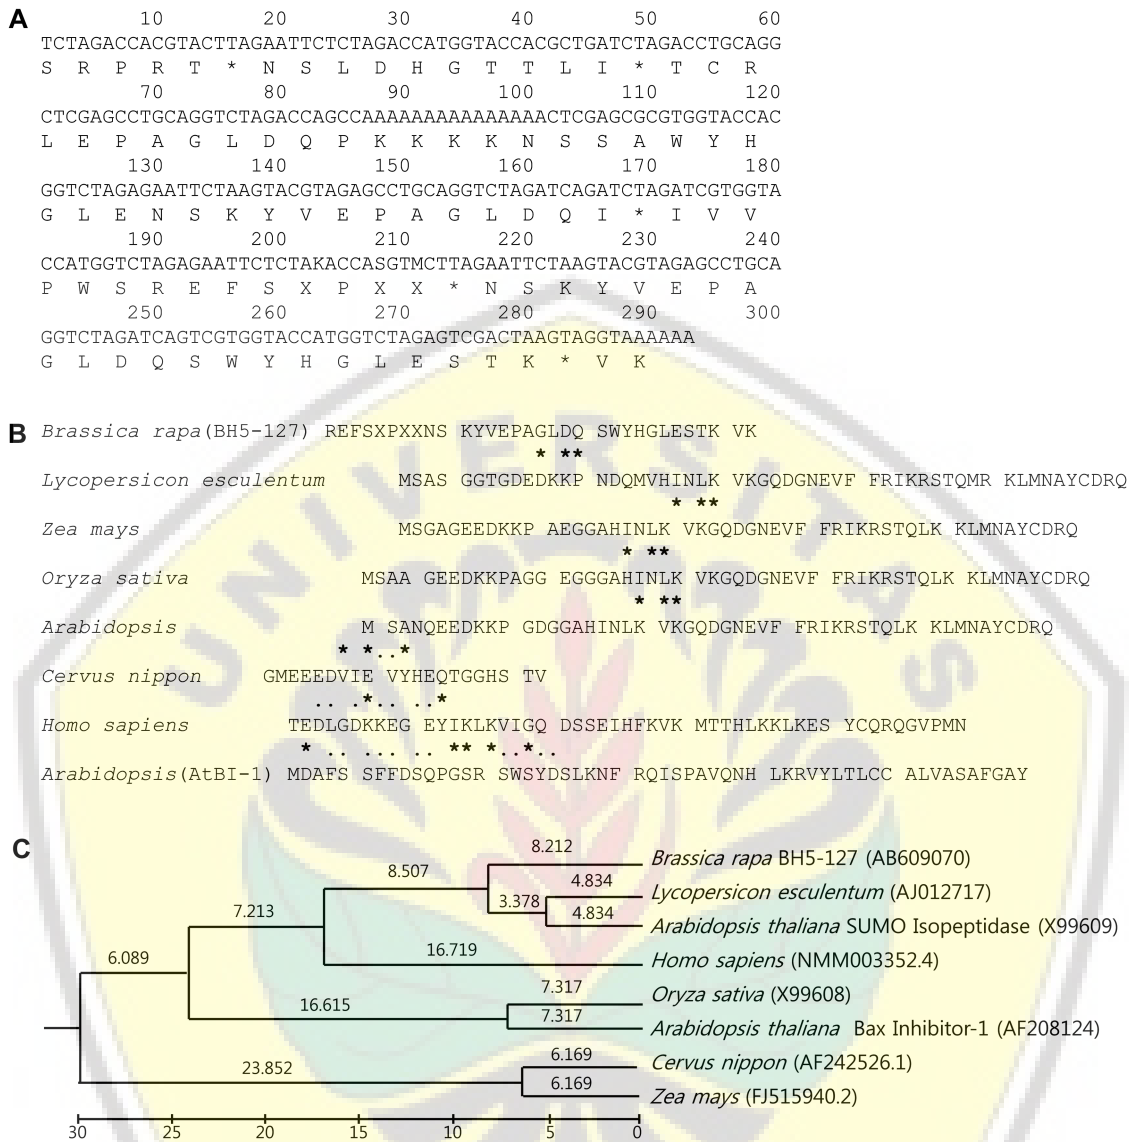 A
10 20 30 40 50 60
TCTAGACCACGTACTTAGAATTCTCTAGACCATGGTACCACGCTGATCTAGACCTGCAGG
S R P R T * N S L D H G T T L I * T C R
70 80 90 100 110 120
CTCGAGCCTGCAGGTCTAGACCAGCCAAAAAAAAAAAAAAACTCGAGCGCGTGGTACCAC
L E P A G L D Q P K K K K N S S A W Y H
130 140 150 160 170 180
GGTCTAGAGAATTCTAAGTACGTAGAGCCTGCAGGTCTAGATCAGATCTAGATCGTGGTA
G L E N S K Y V E P A G L D Q I * I V V
190 200 210 220 230 240
CCATGGTCTAGAGAATTCTCTAKACCASGTMCTTAGAATTCTAAGTACGTAGAGCCTGCA
P W S R E F S X P X X * N S K Y V E P A
250 260 270 280 290 300
GGTCTAGATCAGTCGTGGTACCATGGTCTAGAGTCGACTAAGTAGGTAAAAAA
G L D Q S W Y H G L E S T K * V K
B
Brassica rapa(BH5-127) REFSXPXXNS KYVEPAGLDQ SWYHGLESTK VK
* **
Lycopersicon esculentum MSAS GGTGDEDKKP NDQMVHINLK VKGQDGNEVF FRIKRSTQMR KLMNAYCDRQ
* **
Zea mays MSGAGEEDKKP AEGGAHINLK VKGQDGNEVF FRIKRSTQLK KLMNAYCDRQ
* **
Oryza sativa MSAA GEEDKKPAGG EGGGAHINLK VKGQDGNEVF FRIKRSTQLK KLMNAYCDRQ
* **
Arabidopsis M SANQEEDKKP GDGGAHINLK VKGQDGNEVF FRIKRSTQLK KLMNAYCDRQ
* *..*
Cervus nippon GMEEEDVIE VYHEQTGGHS TV
.. .*.. ..*
Homo sapiens TEDLGDKKEG EYIKLKVIGQ DSSEIHFKVK MTTHLKKLKES YCQRQGVPMN
* .. ... .. ** *..*..
Arabidopsis(AtBI-1) MDAFS SFFDSQPGSR SWSYDSLKNF RQISPAVQNH LKRVYLTLCC ALVASAFGAY
C
8.212
Brassica rapa BH5-127 (AB609070)
8.507
4.834
Lycopersicon esculentum (AJ012717)
3.378
7.213
4.834
Arabidopsis thaliana SUMO Isopeptidase (X99609)
16.719
6.089
Homo sapiens (NMM003352.4)
7.317
Oryza sativa (X99608)
16.615
7.317
Arabidopsis thaliana Bax Inhibitor-1 (AF208124)
6.169
Cervus nippon (AF242526.1)
23.852
6.169
Zea mays (FJ515940.2)
30 25 20 15 10 5 0
UNIVERSITAS